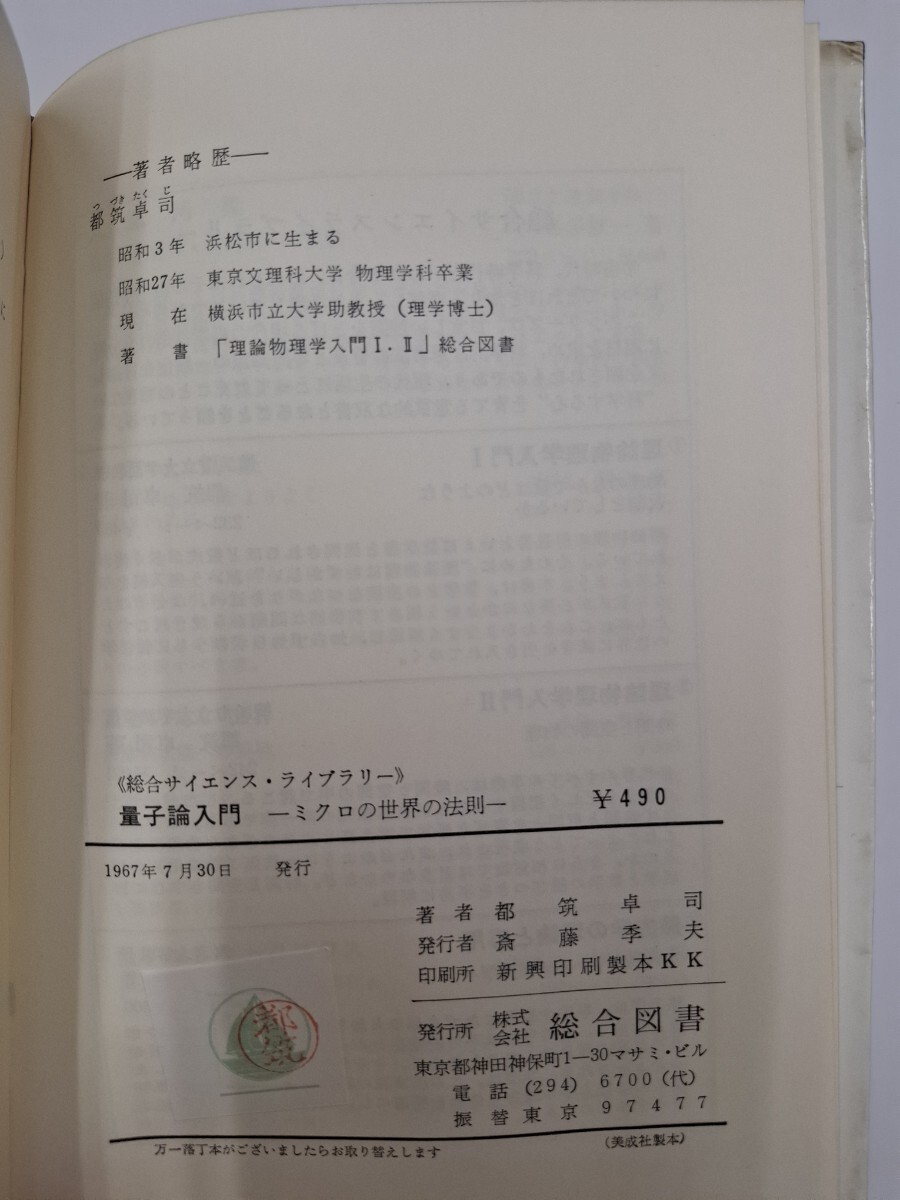 ―著者略歴―
つ づき たく じ
都筑卓司
昭和3年 浜松市に生まる
昭和27年 東京文理科大学 物理学科卒業
現 在 横浜市立大学助教授（理学博士）
著 書 「理論物理学入門Ⅰ.Ⅱ」総合図書
《総合サイエンス・ライブラリー》
量子論入門 ―ミクロの世界の法則― ￥490
1967年7月30日 発行
著 者 都 筑 卓 司
発行者 斎 藤 季 夫
印刷所 新興印刷製本KK
発行所 株式会社 総合図書
東京都神田神保町1―30マサミ・ビル
電 話 (294) 6700(代)
振 替 東 京 97477
都筑
万一落丁本がございましたらお取り替えします
(美成社製本)